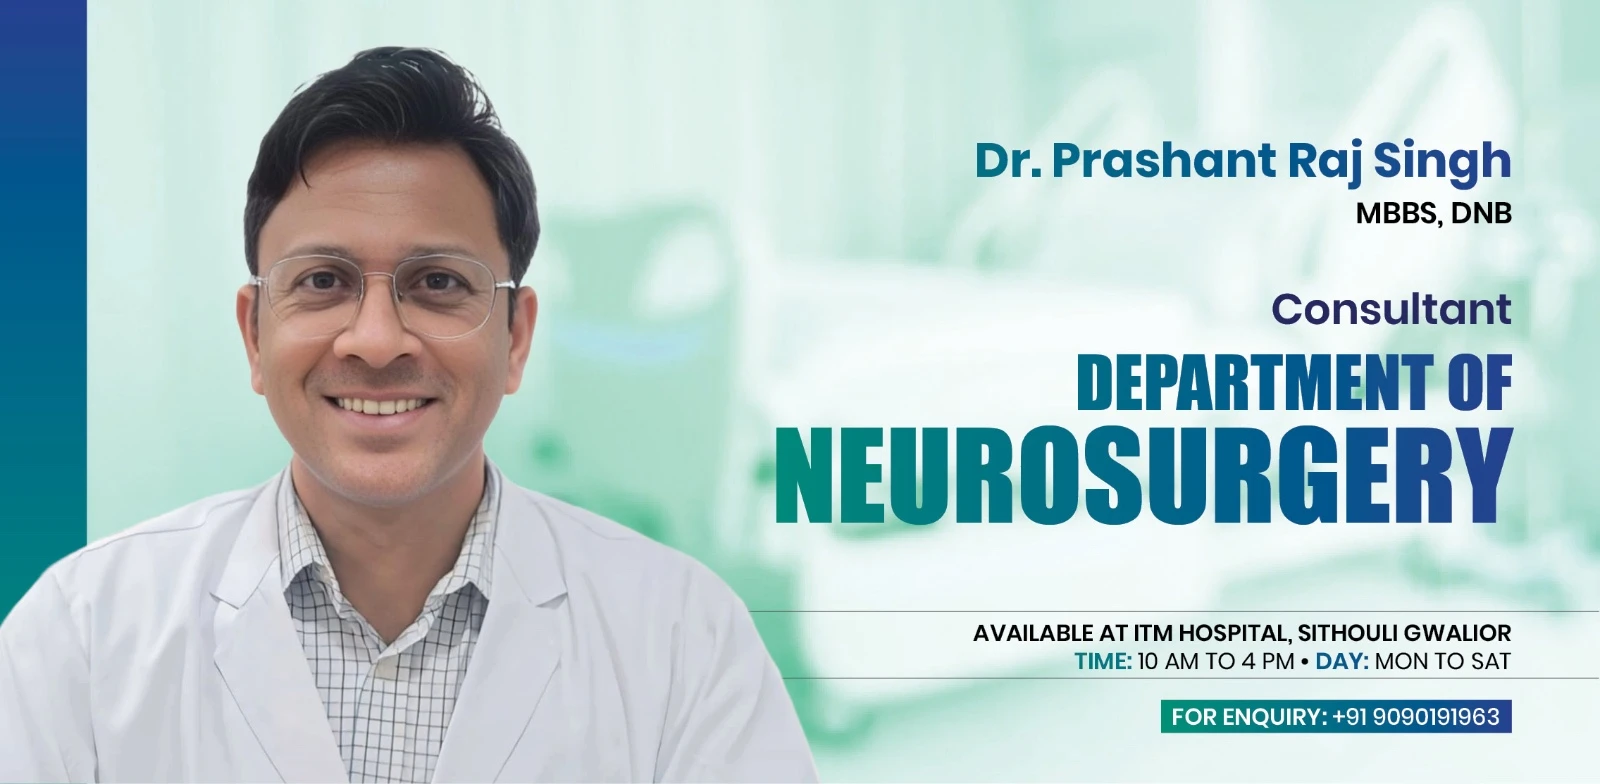 Dr. Prashant Raj Singh
MBBS, DNB
Consultant
DEPARTMENT OF
NEUROSURGERY
AVAILABLE AT ITM HOSPITAL, SITHOULI GWALIOR
TIME: 10 AM TO 4 PM • DAY: MON TO SAT
FOR ENQUIRY: +91 9090191963